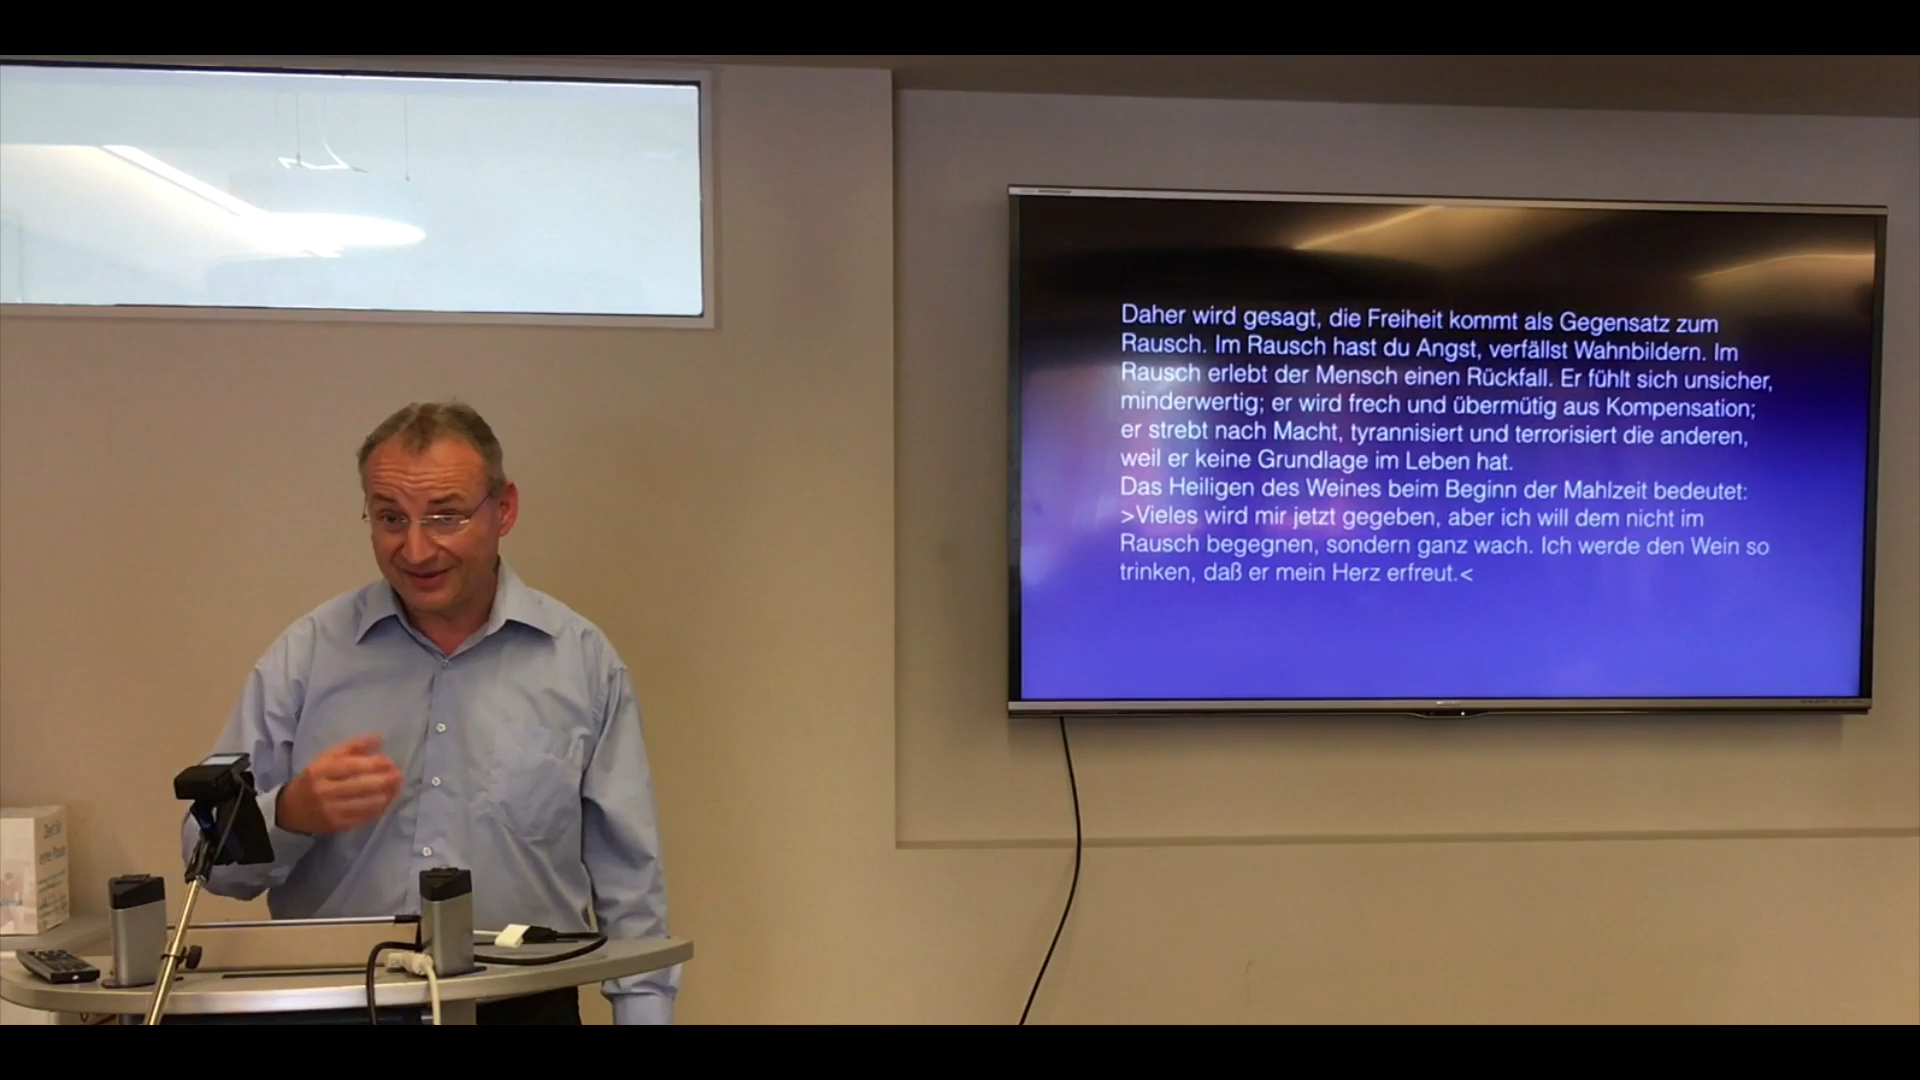 Daher wird gesagt, die Freiheit kommt als Gegensatz zum
Rausch. Im Rausch hast du Angst, verfällst Wahnbildern. Im
Rausch erlebt der Mensch einen Rückfall. Er fühlt sich unsicher,
minderwertig; er wird frech und übermütig aus Kompensation;
er strebt nach Macht, tyrannisiert und terrorisiert die anderen,
weil er keine Grundlage im Leben hat.
Das Heiligen des Weines beim Beginn der Mahlzeit bedeutet:
>Vieles wird mir jetzt gegeben, aber ich will dem nicht im
Rausch begegnen, sondern ganz wach. Ich werde den Wein so
trinken, daß er mein Herz erfreut.<
Zeit für
eine Pause